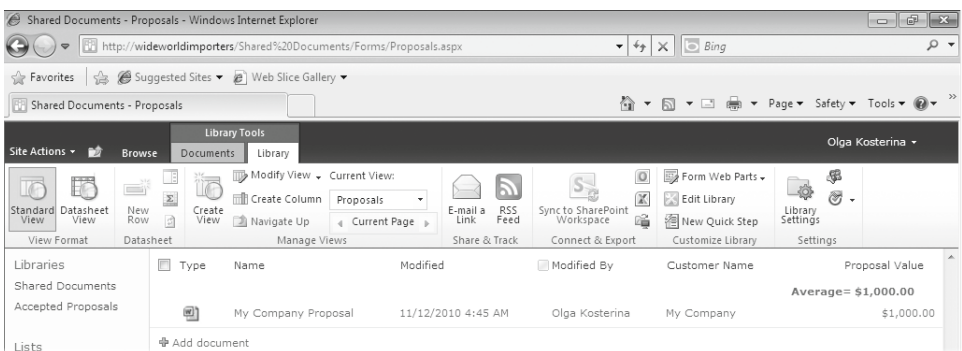 Shared Documents - Proposals - Windows Internet Explorer
http://wideworldimporters/Shared%20Documents/Forms/Proposals.aspx
Bing
Favorites
Suggested Sites
Web Slice Gallery
Shared Documents - Proposals
Page
Safety
Tools
Library Tools
Site Actions
Browse
Documents
Library
Olga Kosterina
Standard View
Datasheet View
View Format
New Row
Datasheet
Create View
Modify View
Create Column
Navigate Up
Current View:
Proposals
Current Page
Manage Views
E-mail a Link
RSS Feed
Share & Track
Sync to SharePoint Workspace
Connect & Export
Form Web Parts
Edit Library
New Quick Step
Customize Library
Library Settings
Settings
Libraries
Shared Documents
Accepted Proposals
Lists
Type Name Modified Modified By Customer Name Proposal Value
Average= $1,000.00
My Company Proposal 11/12/2010 4:45 AM Olga Kosterina My Company $1,000.00
Add document